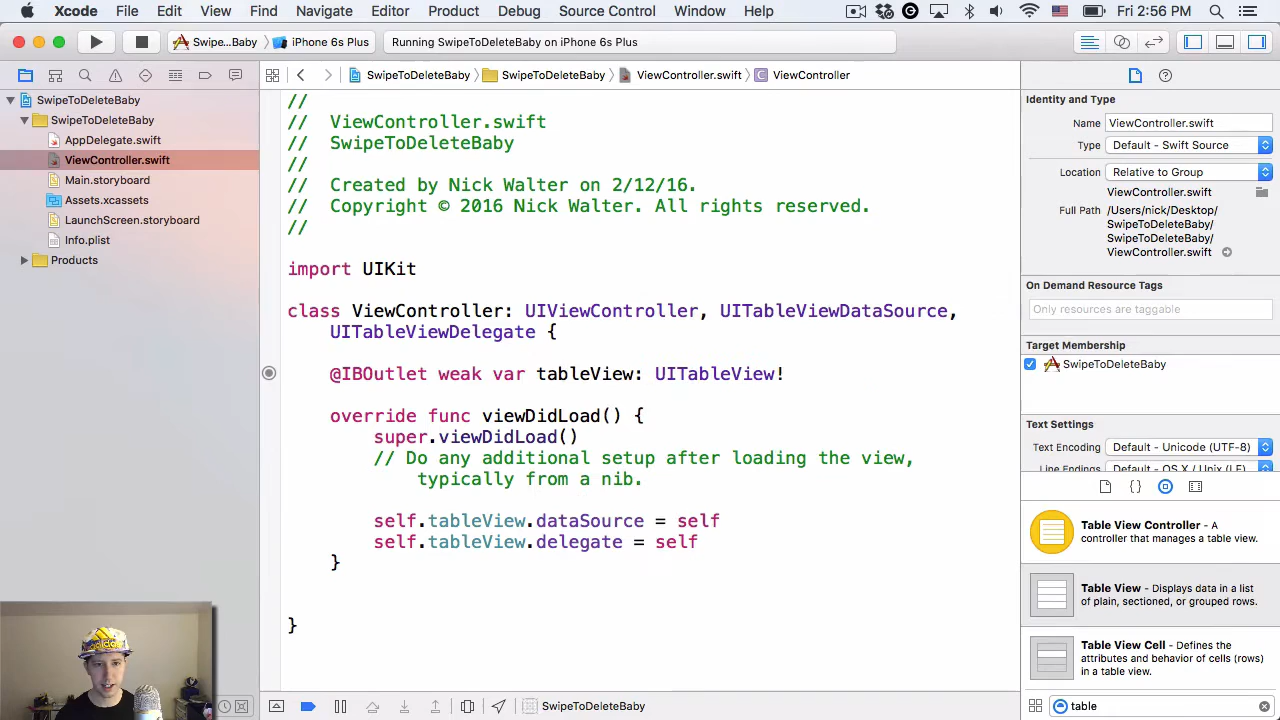 Xcode File Edit View Find Navigate Editor Product Debug Source Control Window Help Fri 2:56 PM
Swipe...Baby iPhone 6s Plus Running SwipeToDeleteBaby on iPhone 6s Plus
SwipeToDeleteBaby SwipeToDeleteBaby ViewController.swift C ViewController
SwipeToDeleteBaby
SwipeToDeleteBaby
AppDelegate.swift
ViewController.swift
Main.storyboard
Assets.xcassets
LaunchScreen.storyboard
Info.plist
Products
//
// ViewController.swift
// SwipeToDeleteBaby
//
// Created by Nick Walter on 2/12/16.
// Copyright © 2016 Nick Walter. All rights reserved.
//
import UIKit
class ViewController: UIViewController, UITableViewDataSource,
UITableViewDelegate {
@IBOutlet weak var tableView: UITableView!
override func viewDidLoad() {
super.viewDidLoad()
// Do any additional setup after loading the view,
typically from a nib.
self.tableView.dataSource = self
self.tableView.delegate = self
}
}
SwipeToDeleteBaby
Identity and Type
Name ViewController.swift
Type Default - Swift Source
Location Relative to Group
ViewController.swift
Full Path /Users/nick/Desktop/
SwipeToDeleteBaby/
SwipeToDeleteBaby/
ViewController.swift
On Demand Resource Tags
Only resources are taggable
Target Membership
SwipeToDeleteBaby
Text Settings
Text Encoding Default - Unicode (UTF-8)
Line Endings Default - OS X / Unix (LF)
{ }
Table View Controller - A
controller that manages a table view.
Table View - Displays data in a list
of plain, sectioned, or grouped rows.
Table View Cell - Defines the
attributes and behavior of cells (rows)
in a table view.
table